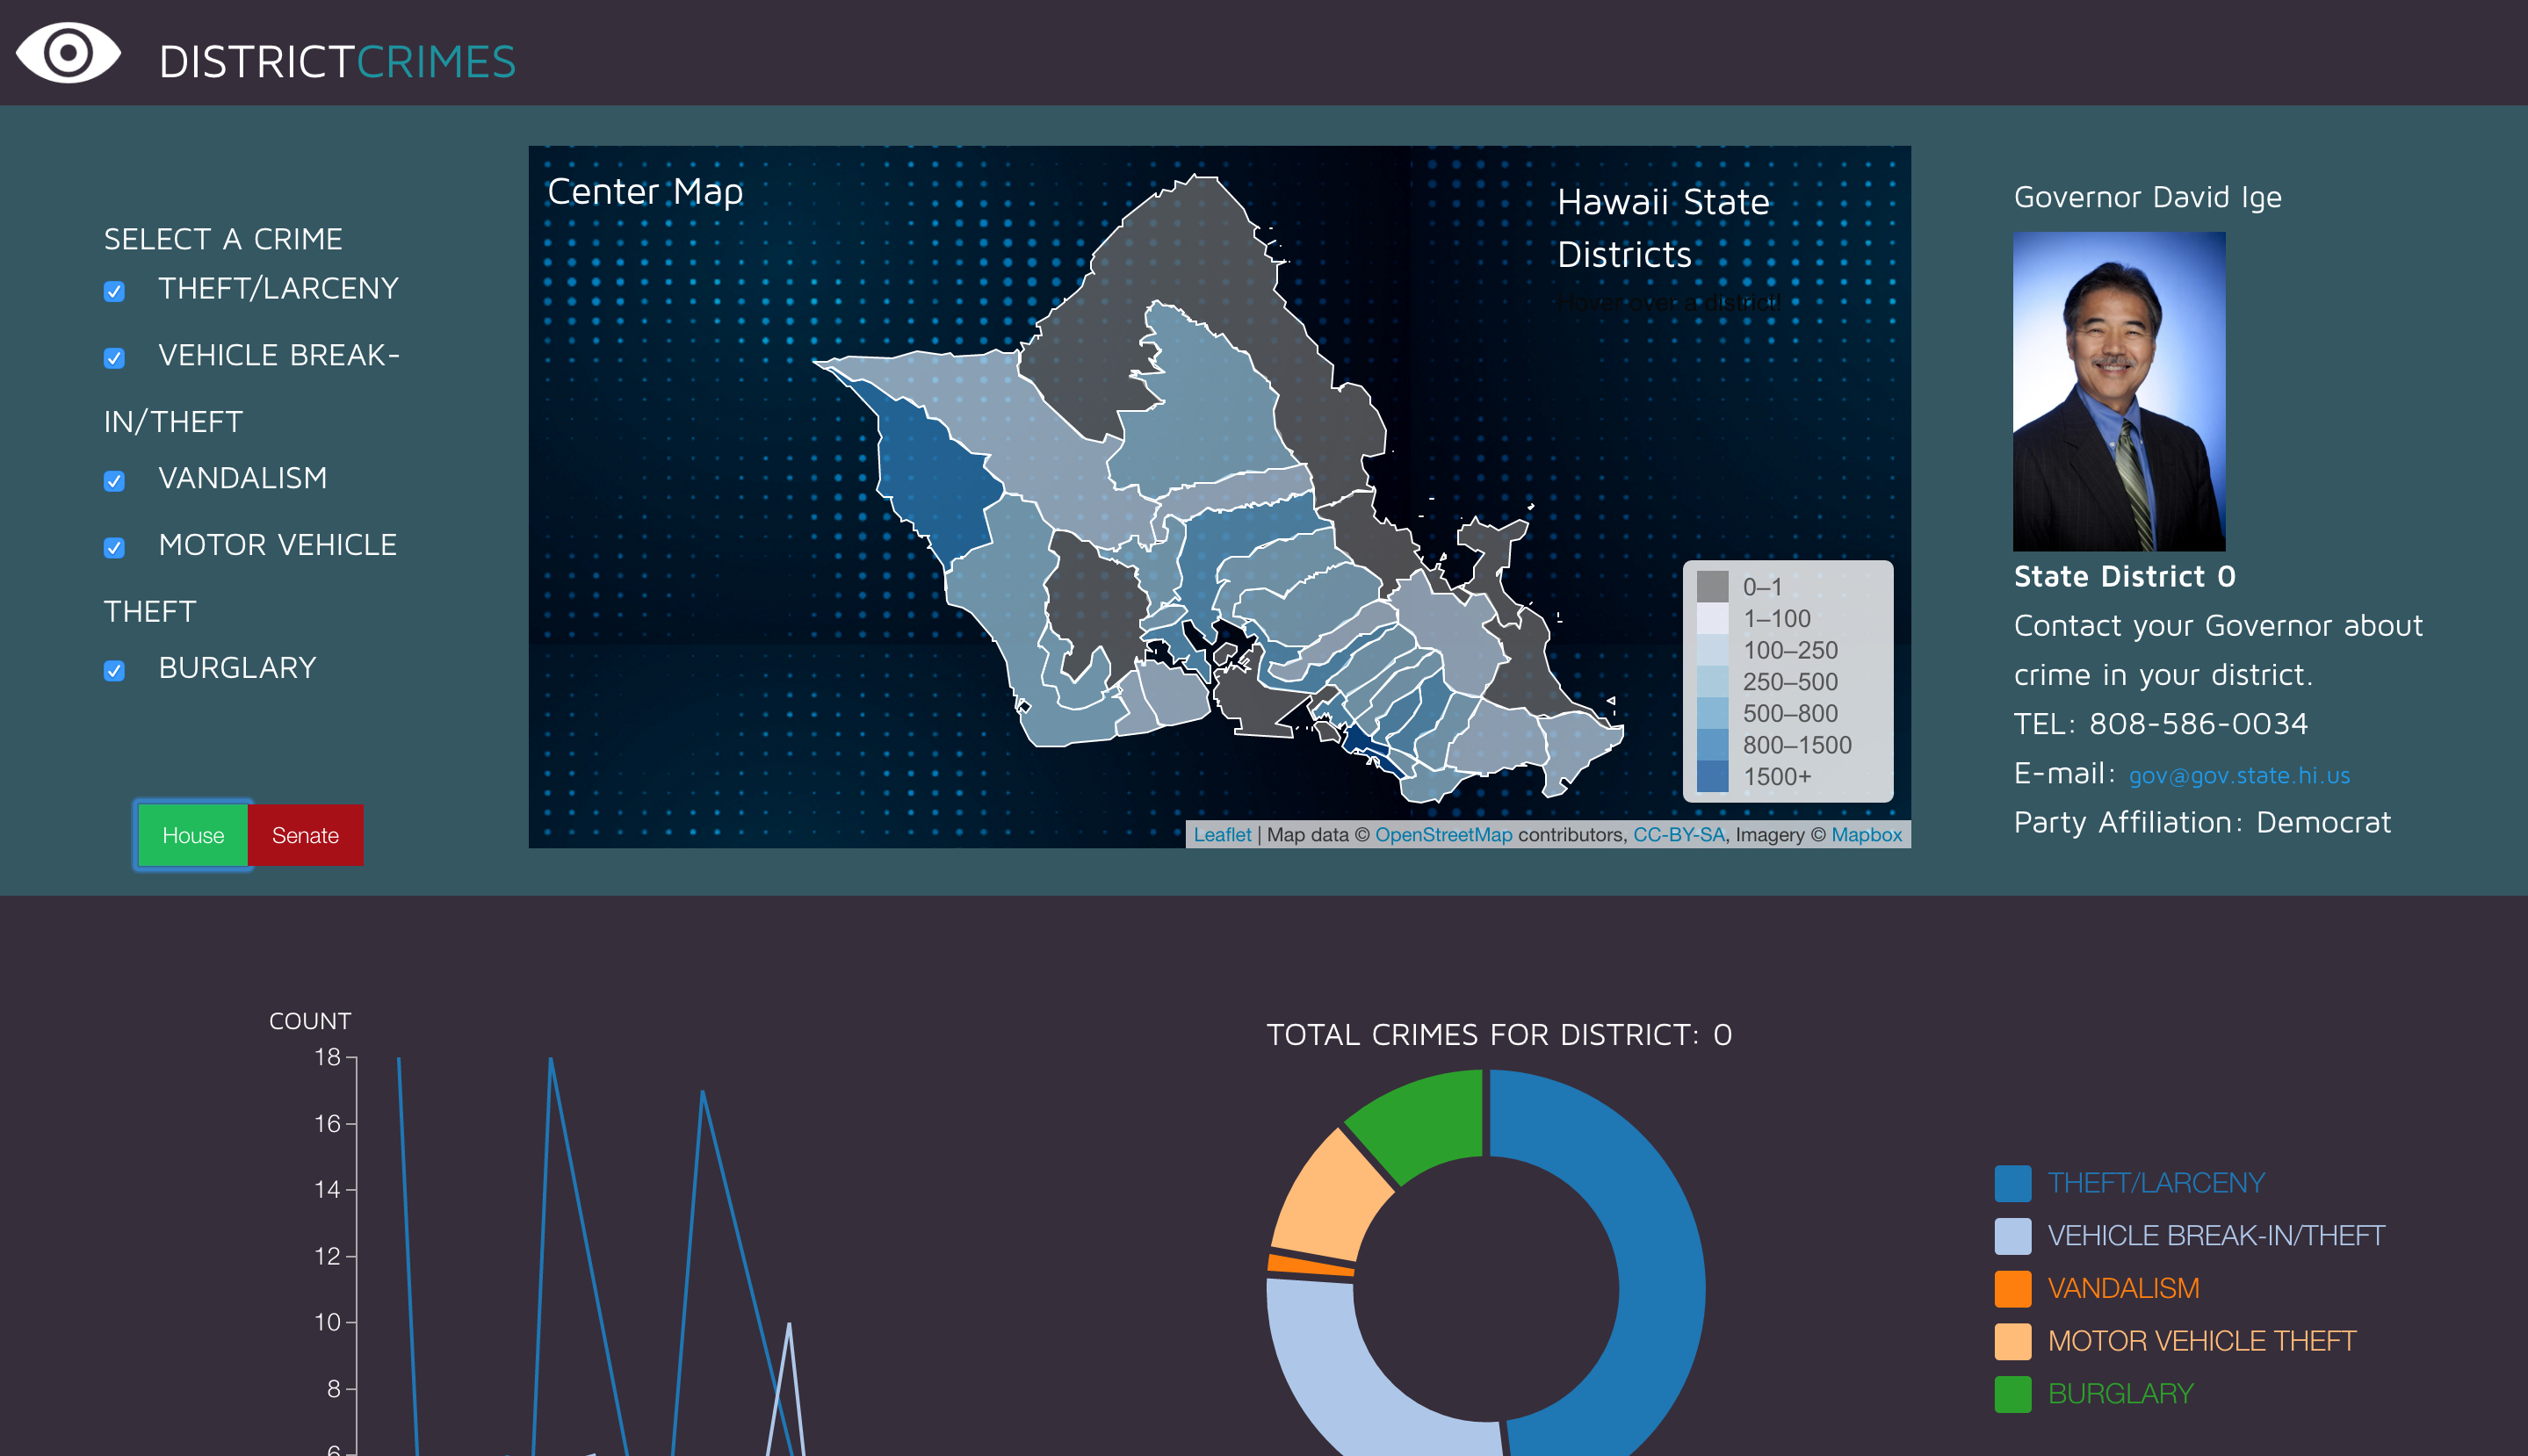 DISTRICTCRIMES
SELECT A CRIME
THEFT/LARCENY
VEHICLE BREAK-
IN/THEFT
VANDALISM
MOTOR VEHICLE
THEFT
BURGLARY
House
Senate
Center Map
Hawaii State
Districts
Hover over a district!
0–1
1–100
100–250
250–500
500–800
800–1500
1500+
Leaflet | Map data © OpenStreetMap contributors, CC-BY-SA, Imagery © Mapbox
Governor David Ige
State District 0
Contact your Governor about
crime in your district.
TEL: 808-586-0034
E-mail: gov@gov.state.hi.us
Party Affiliation: Democrat
COUNT
18
16
14
12
10
8
6
TOTAL CRIMES FOR DISTRICT: 0
THEFT/LARCENY
VEHICLE BREAK-IN/THEFT
VANDALISM
MOTOR VEHICLE THEFT
BURGLARY